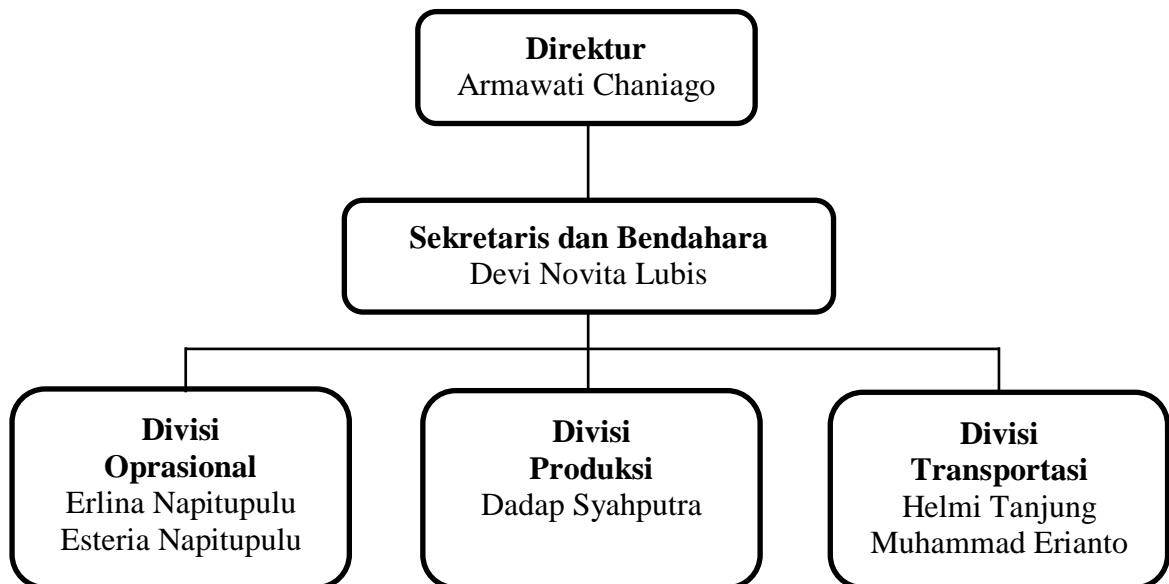 Direktur
Armawati Chaniago
Sekretaris dan Bendahara
Devi Novita Lubis
Divisi
Oprasional
Erlina Napitupulu
Esteria Napitupulu
Divisi
Produksi
Dadap Syahputra
Divisi
Transportasi
Helmi Tanjung
Muhammad Erianto